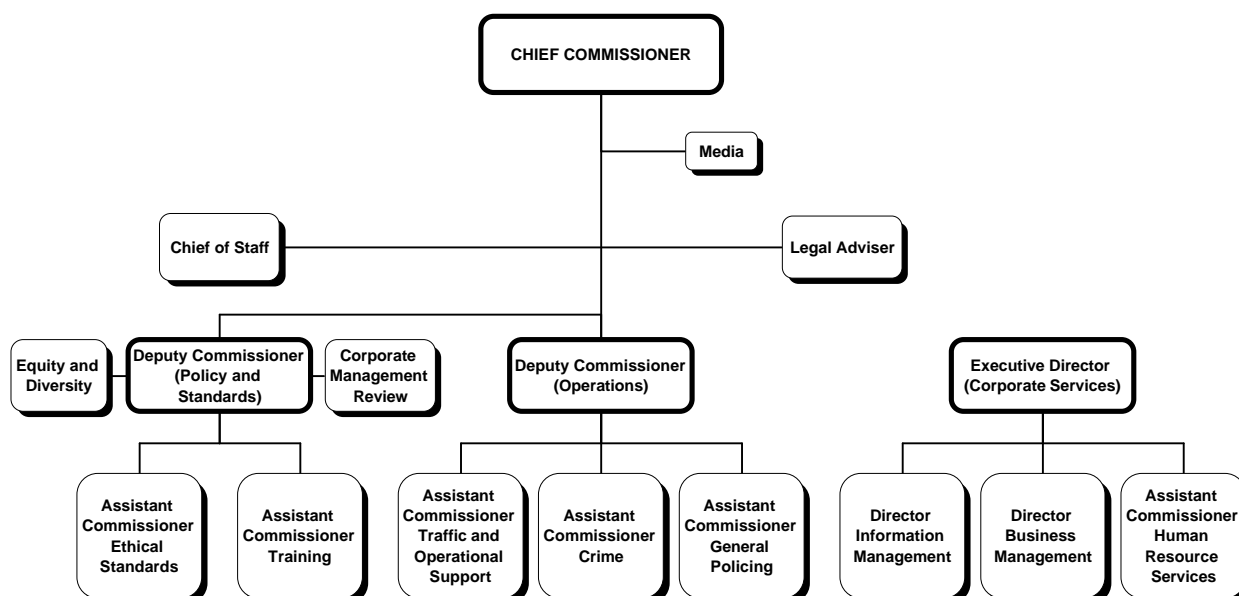 CHIEF COMMISSIONER
Media
Chief of Staff
Legal Adviser
Equity and
Diversity
Deputy Commissioner
(Policy and
Standards)
Corporate
Management
Review
Deputy Commissioner
(Operations)
Executive Director
(Corporate Services)
Assistant
Commissioner
Ethical
Standards
Assistant
Commissioner
Training
Assistant
Commissioner
Traffic and
Operational
Support
Assistant
Commissioner
Crime
Assistant
Commissioner
General
Policing
Director
Information
Management
Director
Business
Management
Assistant
Commissioner
Human
Resource
Services